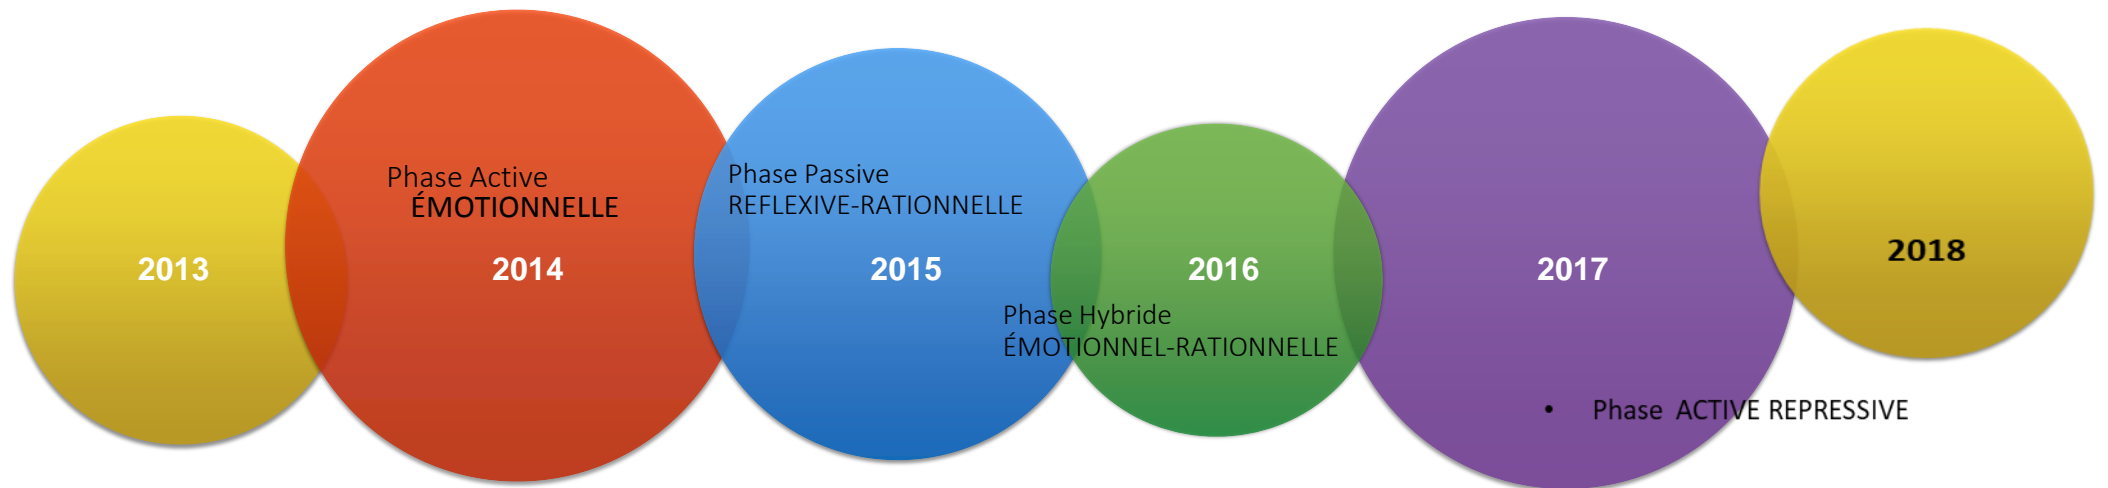 2013
Phase Active
ÉMOTIONNELLE
2014
Phase Passive
REFLEXIVE-RATIONNELLE
2015
2016
Phase Hybride
ÉMOTIONNEL-RATIONNELLE
2017
• Phase ACTIVE REPRESSIVE
2018